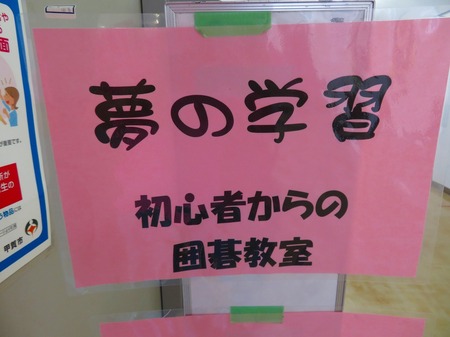 夢の学習
初心者からの
囲碁教室
甲賀市